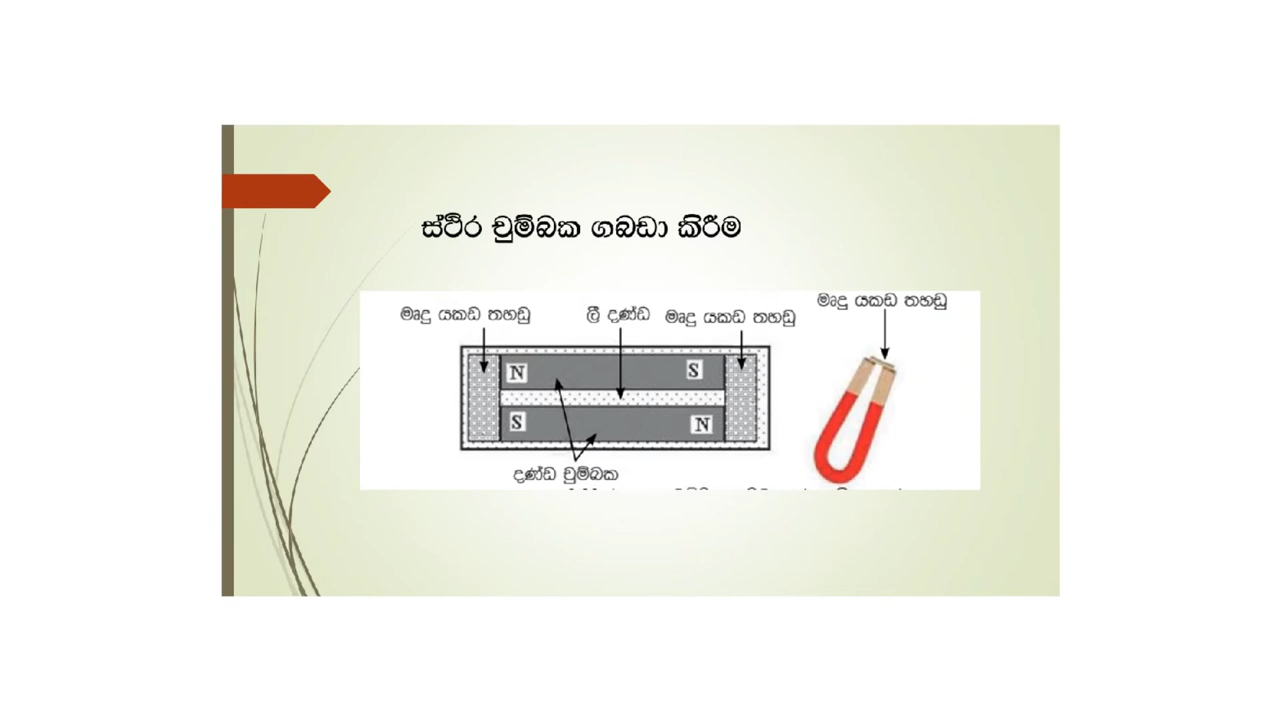 ස්ථිර චුම්බක ගබඩා කිරීම
මෘදු යකඩ තහඩු
ලී දණ්ඩ
මෘදු යකඩ තහඩු
මෘදු යකඩ තහඩු
N
S
S
N
දණ්ඩ චුම්බක